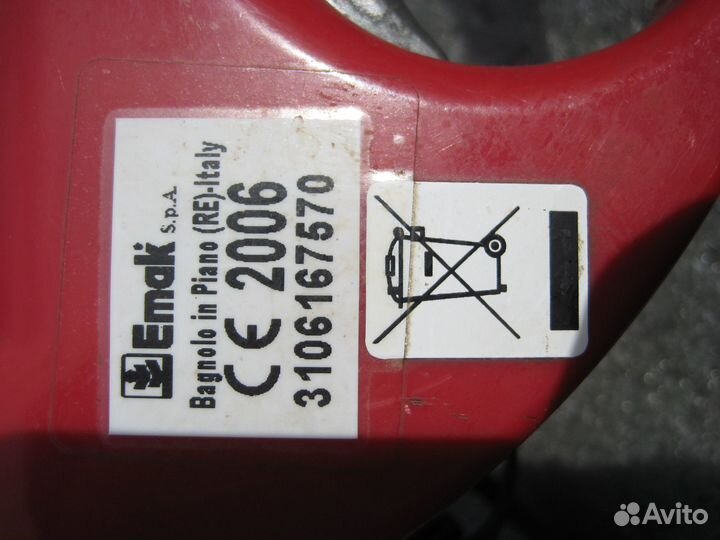 Emak S.p.A.
Bagnolo in Piano (RE)-Italy
CE 2006
3106167570
Avito